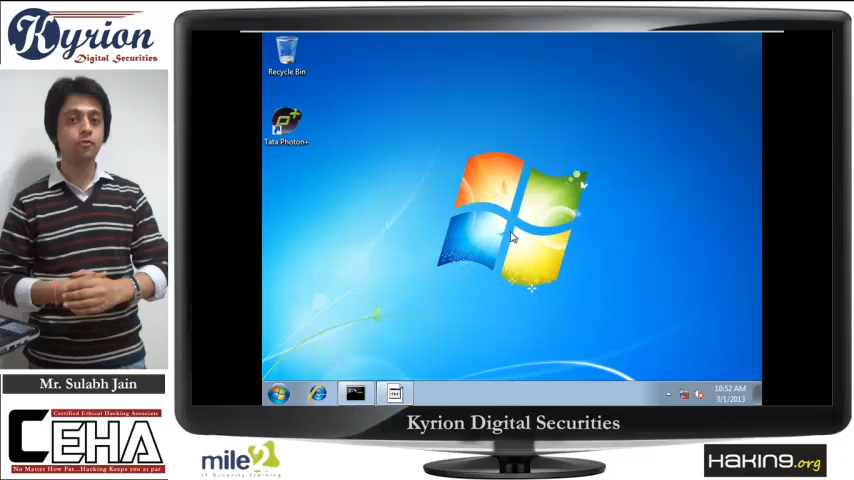 Kyrion
Digital Securities
Recycle Bin
Tata Photon+
10:52 AM
3/1/2013
Mr. Sulabh Jain
Kyrion Digital Securities
Certified Ethical Hacking Associate
CEHA
No Matter How Far...Hacking Keeps you at par
mile2
IT Security Training
HAKIN9.org